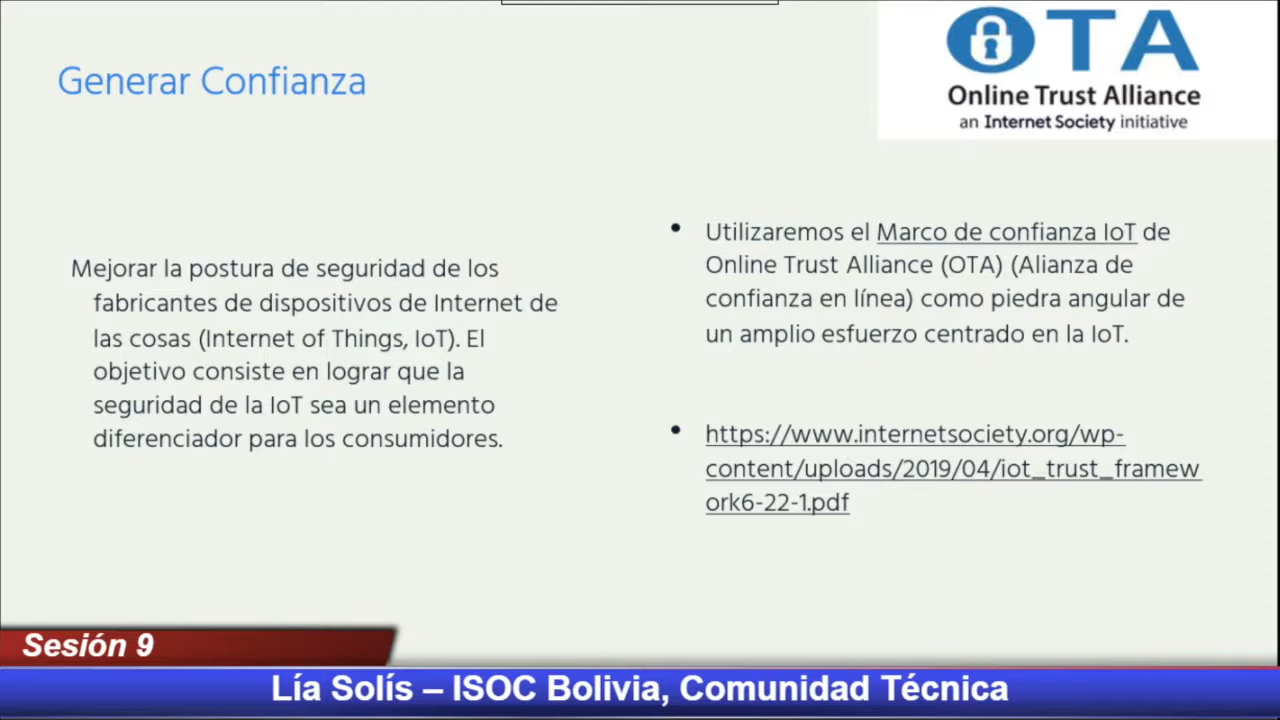 Generar Confianza
OTA
Online Trust Alliance
an Internet Society initiative
Mejorar la postura de seguridad de los
fabricantes de dispositivos de Internet de
las cosas (Internet of Things, IoT). El
objetivo consiste en lograr que la
seguridad de la IoT sea un elemento
diferenciador para los consumidores.
• Utilizaremos el Marco de confianza IoT de
Online Trust Alliance (OTA) (Alianza de
confianza en línea) como piedra angular de
un amplio esfuerzo centrado en la IoT.
• https://www.internetsociety.org/wp-
content/uploads/2019/04/iot_trust_framew
ork6-22-1.pdf
Sesión 9
Lía Solís – ISOC Bolivia, Comunidad Técnica